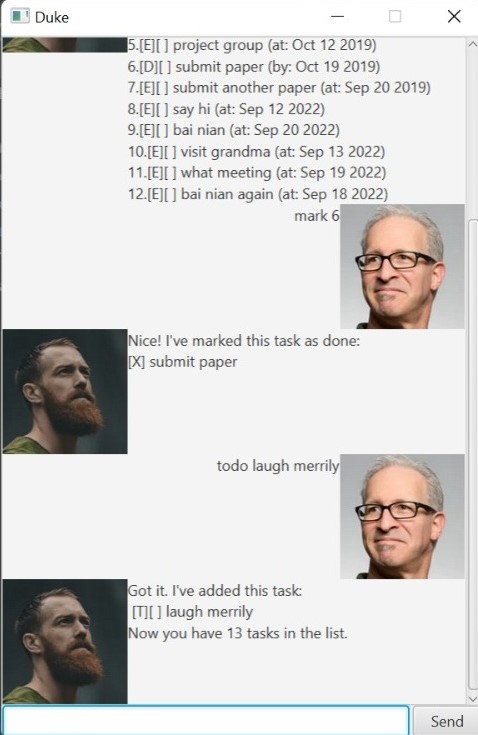 Duke
5.[E][ ] project group (at: Oct 12 2019)
6.[D][ ] submit paper (by: Oct 19 2019)
7.[E][ ] submit another paper (at: Sep 20 2019)
8.[E][ ] say hi (at: Sep 12 2022)
9.[E][ ] bai nian (at: Sep 20 2022)
10.[E][ ] visit grandma (at: Sep 13 2022)
11.[E][ ] what meeting (at: Sep 19 2022)
12.[E][ ] bai nian again (at: Sep 18 2022)
mark 6
Nice! I've marked this task as done:
[X] submit paper
todo laugh merrily
Got it. I've added this task:
[T][ ] laugh merrily
Now you have 13 tasks in the list.
Send